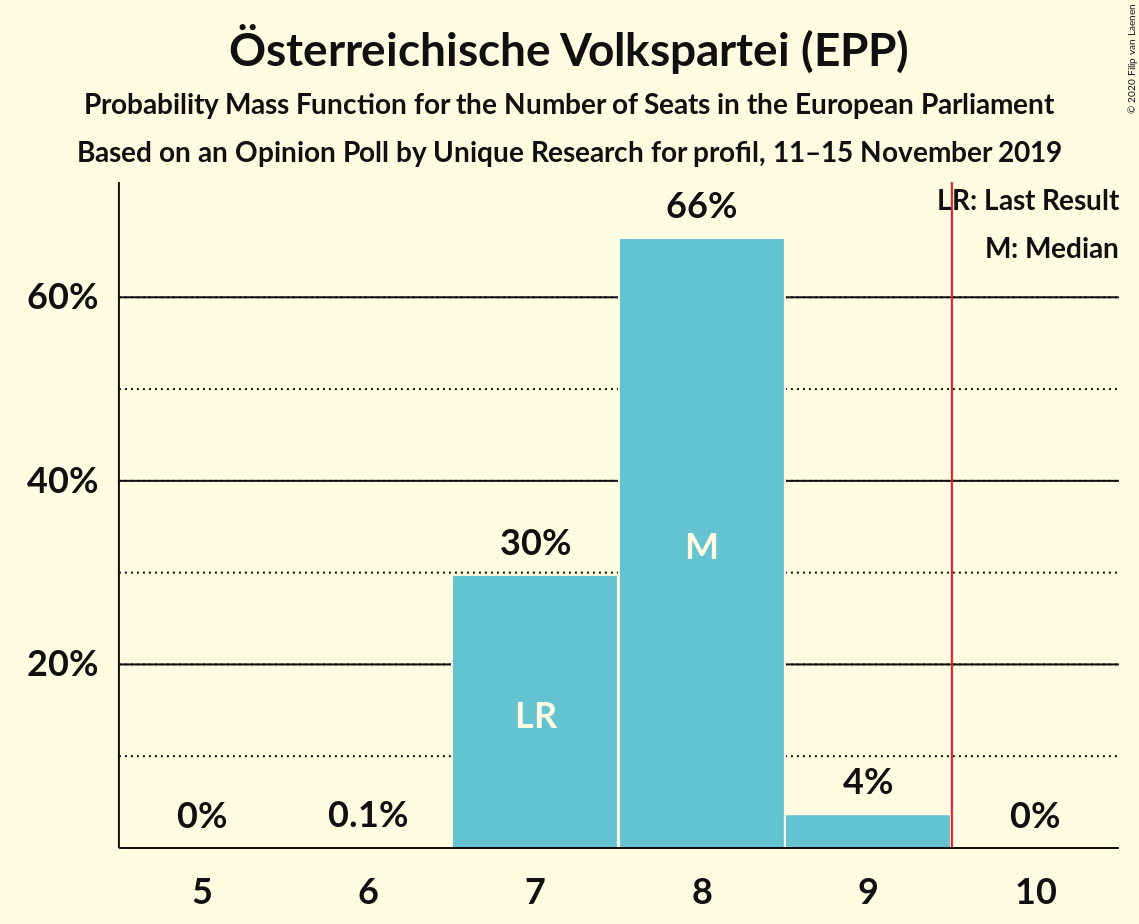 Österreichische Volkspartei (EPP)
Probability Mass Function for the Number of Seats in the European Parliament
Based on an Opinion Poll by Unique Research for profil, 11–15 November 2019
© 2020 Filip van Laenen
LR: Last Result
M: Median
66%
60%
40%
30%
M
20%
LR
4%
0%
0.1%
0%
5 6 7 8 9 10